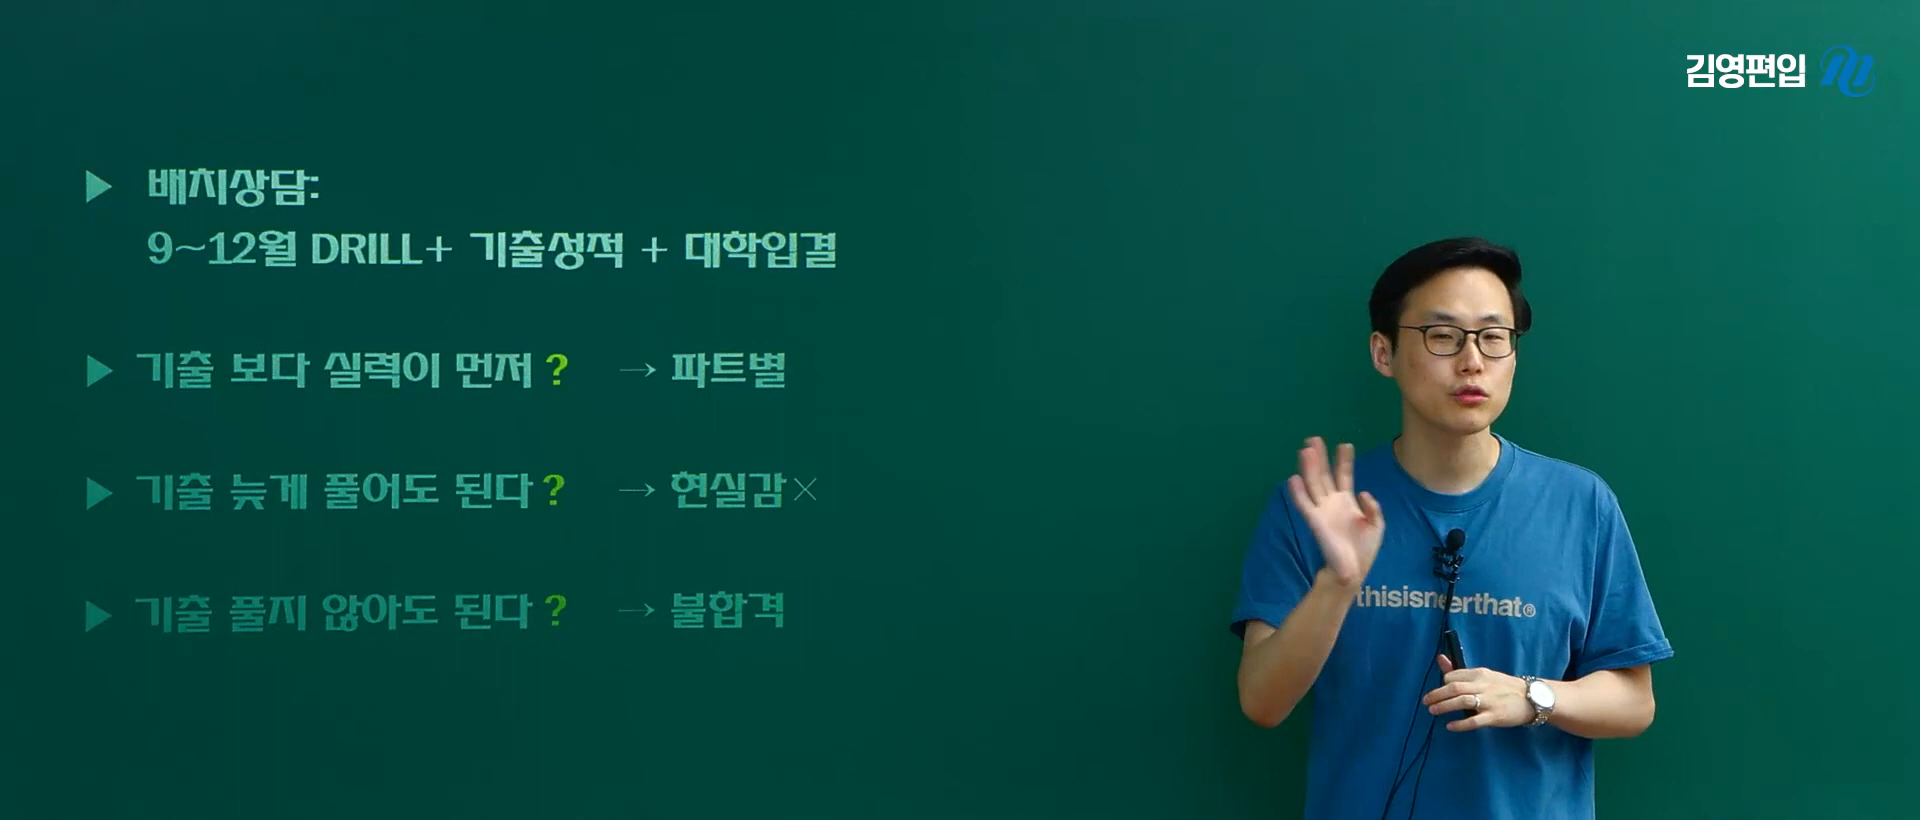 김영편입
▶ 배치상담:
9~12월 DRILL+ 기출성적 + 대학입결
▶ 기출 보다 실력이 먼저? → 파트별
▶ 기출 늦게 풀어도 된다? → 현실감×
▶ 기출 풀지 않아도 된다? → 불합격
thisisneverthat®